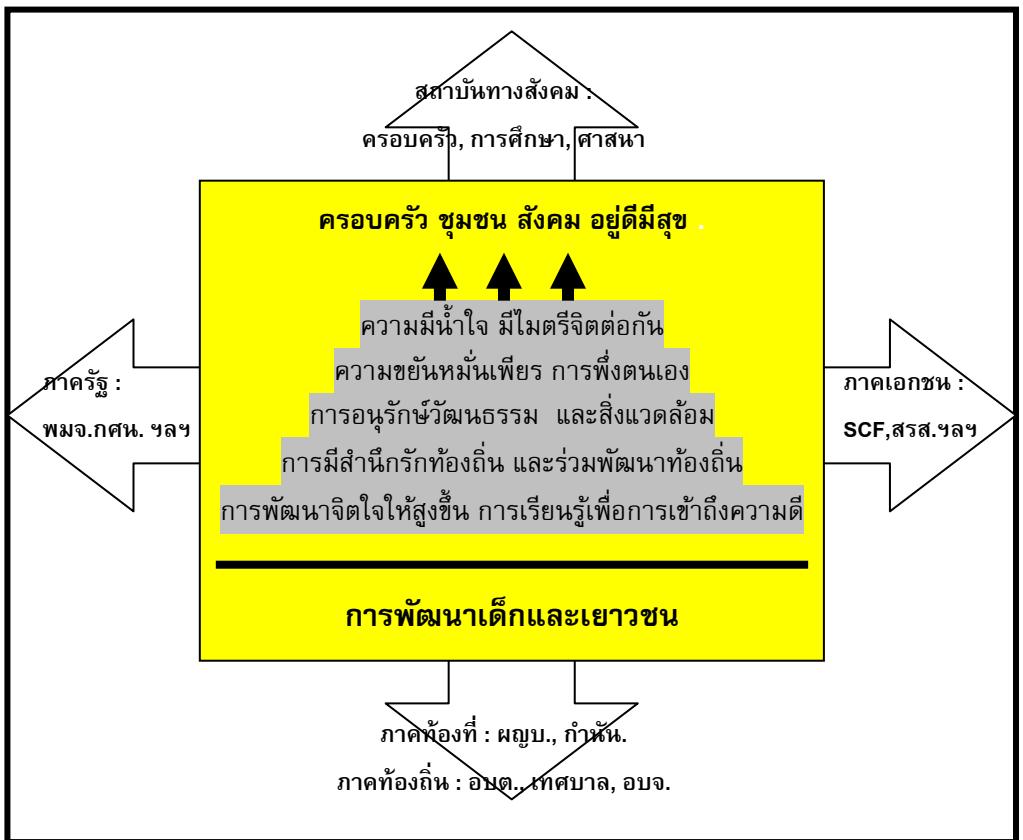 สถาบันทางสังคม :
ครอบครัว, การศึกษา, ศาสนา
ครอบครัว ชุมชน สังคม อยู่ดีมีสุข .
ความมีน้ำใจ มีไมตรีจิตต่อกัน
ความขยันหมั่นเพียร การพึ่งตนเอง
การอนุรักษ์วัฒนธรรม และสิ่งแวดล้อม
การมีสำนึกรักท้องถิ่น และร่วมพัฒนาท้องถิ่น
การพัฒนาจิตใจให้สูงขึ้น การเรียนรู้เพื่อการเข้าถึงความดี
การพัฒนาเด็กและเยาวชน
ภาครัฐ :
พมจ.กศน. ฯลฯ
ภาคเอกชน :
SCF,สรส.ฯลฯ
ภาคท้องที่ : ผญบ., กำนัน.
ภาคท้องถิ่น : อบต., เทศบาล, อบจ.